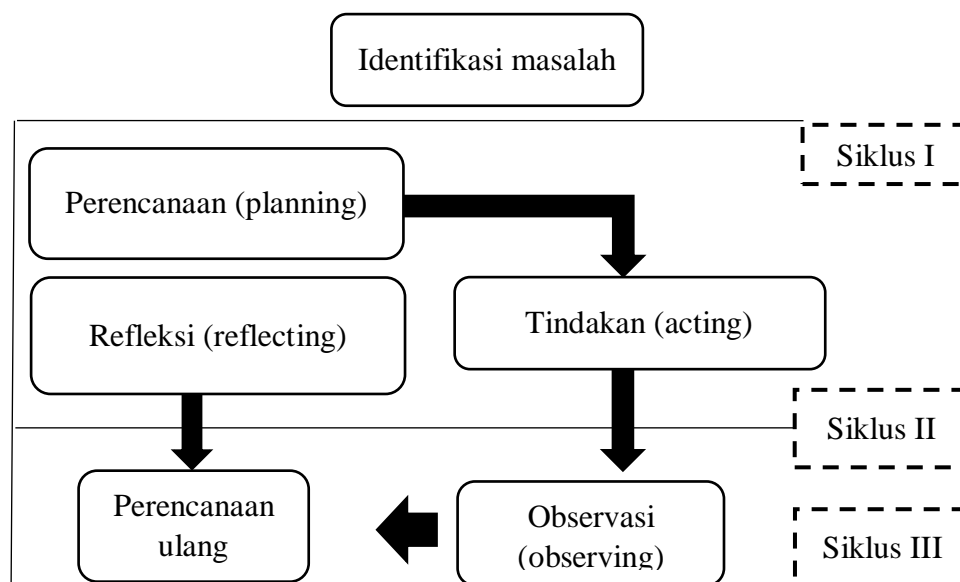 Identifikasi masalah
Siklus I
Perencanaan (planning)
Refleksi (reflecting)
Tindakan (acting)
Siklus II
Perencanaan
ulang
Observasi
(observing)
Siklus III